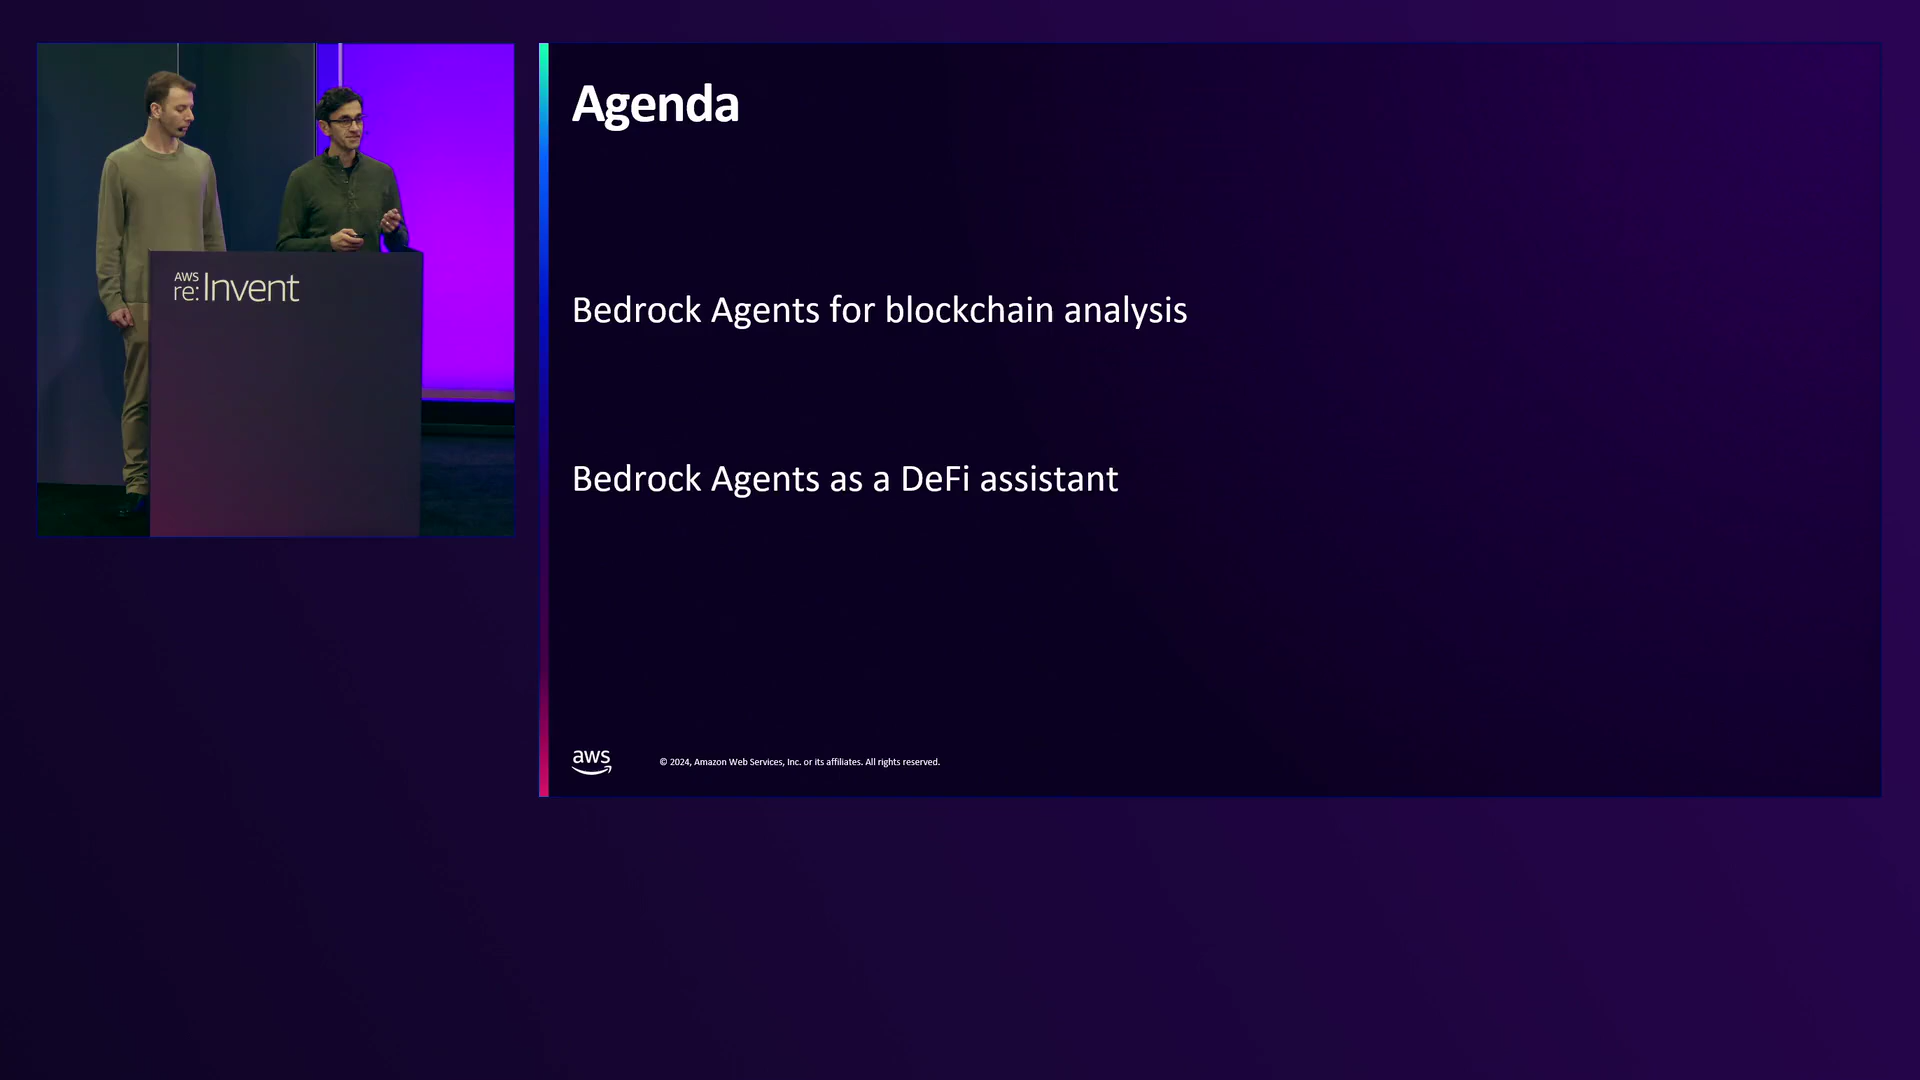 AWS
re:Invent
Agenda
Bedrock Agents for blockchain analysis
Bedrock Agents as a DeFi assistant
aws
© 2024, Amazon Web Services, Inc. or its affiliates. All rights reserved.